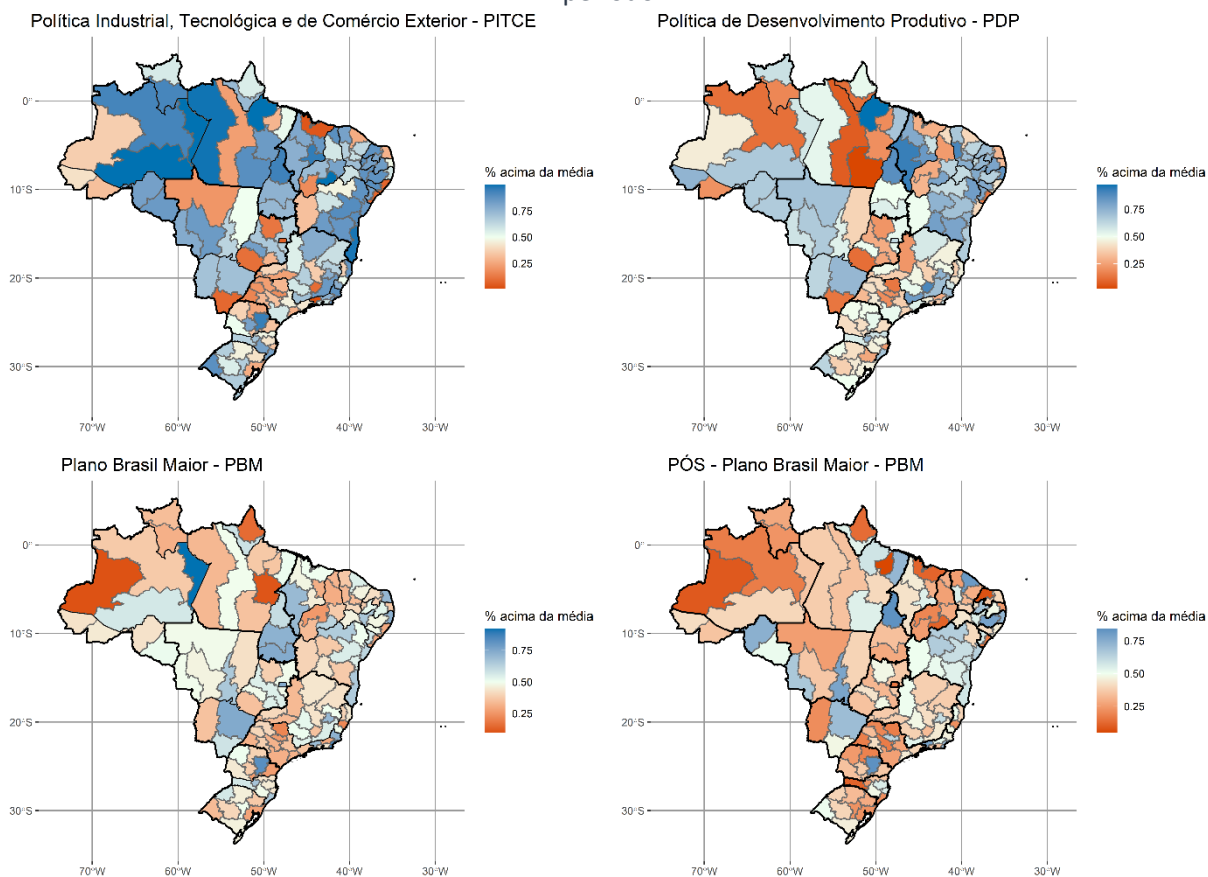 Política Industrial, Tecnológica e de Comércio Exterior - PITCE
0°
10°S
20°S
30°S
70°W 60°W 50°W 40°W 30°W
% acima da média
0.75
0.50
0.25
Política de Desenvolvimento Produtivo - PDP
0°
10°S
20°S
30°S
70°W 60°W 50°W 40°W 30°W
% acima da média
0.75
0.50
0.25
Plano Brasil Maior - PBM
0°
10°S
20°S
30°S
70°W 60°W 50°W 40°W 30°W
% acima da média
0.75
0.50
0.25
PÓS - Plano Brasil Maior - PBM
0°
10°S
20°S
30°S
70°W 60°W 50°W 40°W 30°W
% acima da média
0.75
0.50
0.25